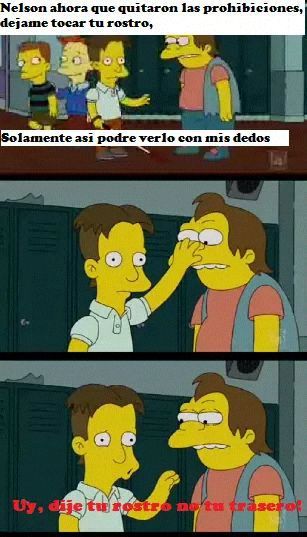 Nelson ahora que quitaron las prohibiciones,
dejame tocar tu rostro,
Solamente asi podre verlo con mis dedos
Uy, dije tu rostro no tu trasero!